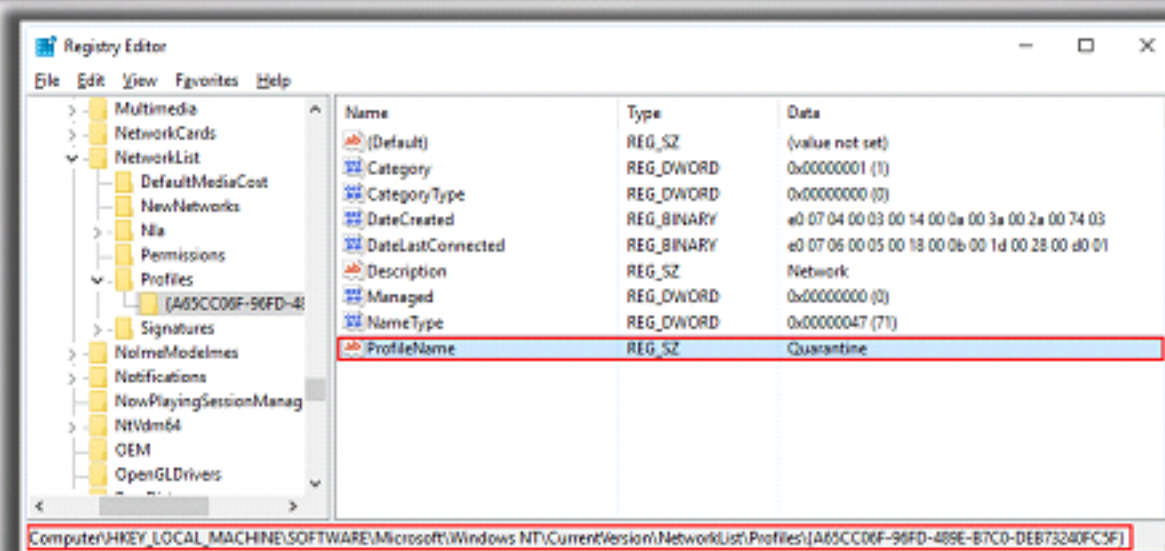 Registry Editor
File Edit View Favorites Help
Multimedia
NetworkCards
NetworkList
DefaultMediaCost
NewNetworks
Nla
Permissions
Profiles
{A65CC06F-96FD-48
Signatures
NoImeModeImes
Notifications
NowPlayingSessionManag
NtVdm64
OEM
OpenGLDrivers
Name Type Data
(Default) REG_SZ (value not set)
Category REG_DWORD 0x00000001 (1)
CategoryType REG_DWORD 0x00000000 (0)
DateCreated REG_BINARY e0 07 04 00 03 00 14 00 0a 00 3a 00 2a 00 74 03
DateLastConnected REG_BINARY e0 07 06 00 05 00 18 00 0b 00 1d 00 28 00 d0 01
Description REG_SZ Network
Managed REG_DWORD 0x00000000 (0)
NameType REG_DWORD 0x00000047 (71)
ProfileName REG_SZ Quarantine
Computer\HKEY_LOCAL_MACHINE\SOFTWARE\Microsoft\Windows NT\CurrentVersion\NetworkList\Profiles\{A65CC06F-96FD-489E-B7C0-DEB73240FC5F}